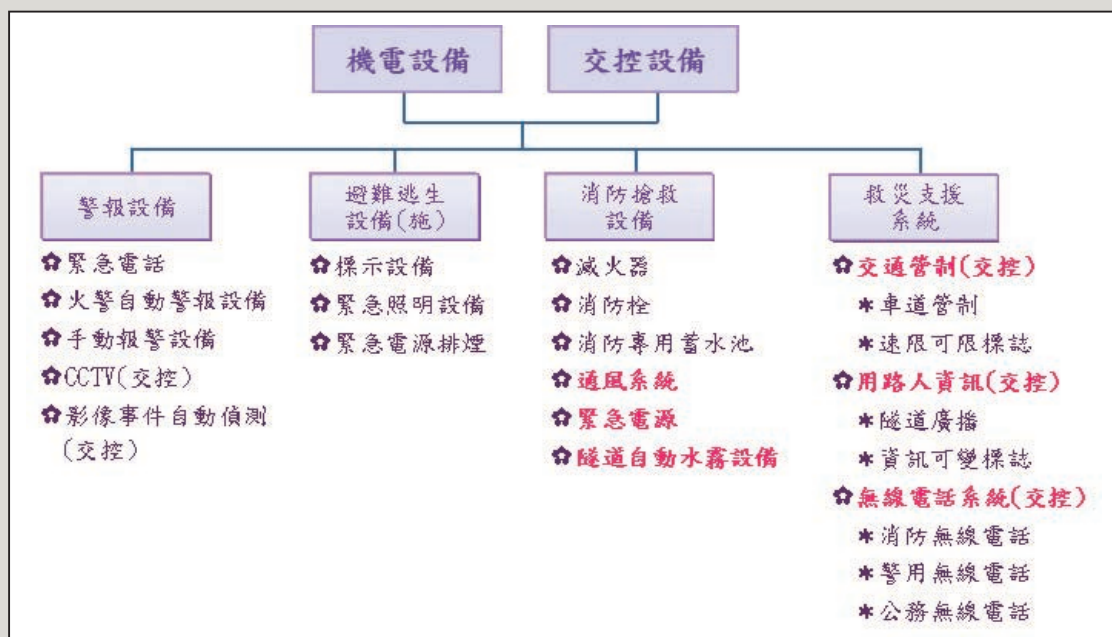 機電設備
交控設備
警報設備
✿緊急電話
✿火警自動警報設備
✿手動報警設備
✿CCTV(交控)
✿影像事件自動偵測
(交控)
避難逃生
設備(施)
✿標示設備
✿緊急照明設備
✿緊急電源排煙
消防搶救
設備
✿滅火器
✿消防栓
✿消防專用蓄水池
✿通風系統
✿緊急電源
✿隧道自動水霧設備
救災支援
系統
✿交通管制(交控)
＊車道管制
＊速限可限標誌
✿用路人資訊(交控)
＊隧道廣播
＊資訊可變標誌
✿無線電話系統(交控)
＊消防無線電話
＊警用無線電話
＊公務無線電話